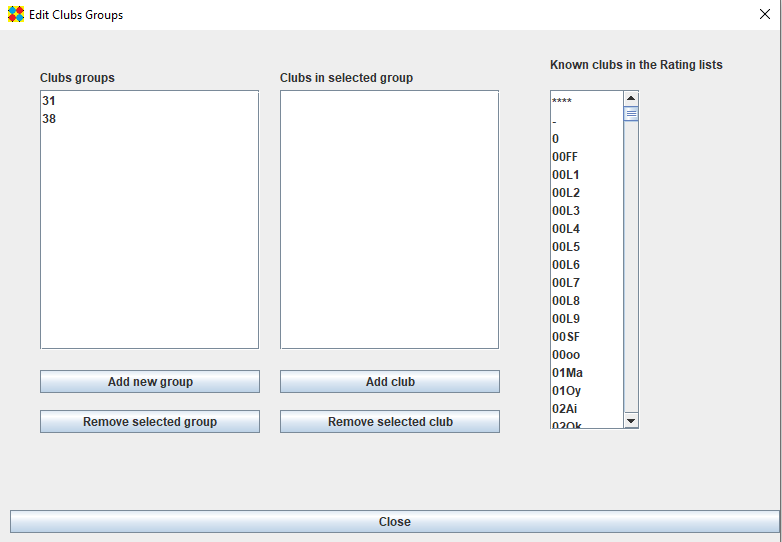 Edit Clubs Groups
Clubs groups
Clubs in selected group
Known clubs in the Rating lists
31
38
****
-
0
00FF
00L1
00L2
00L3
00L4
00L5
00L6
00L7
00L8
00L9
00SF
00oo
01Ma
01Oy
02Ai
02Ok
Add new group
Add club
Remove selected group
Remove selected club
Close